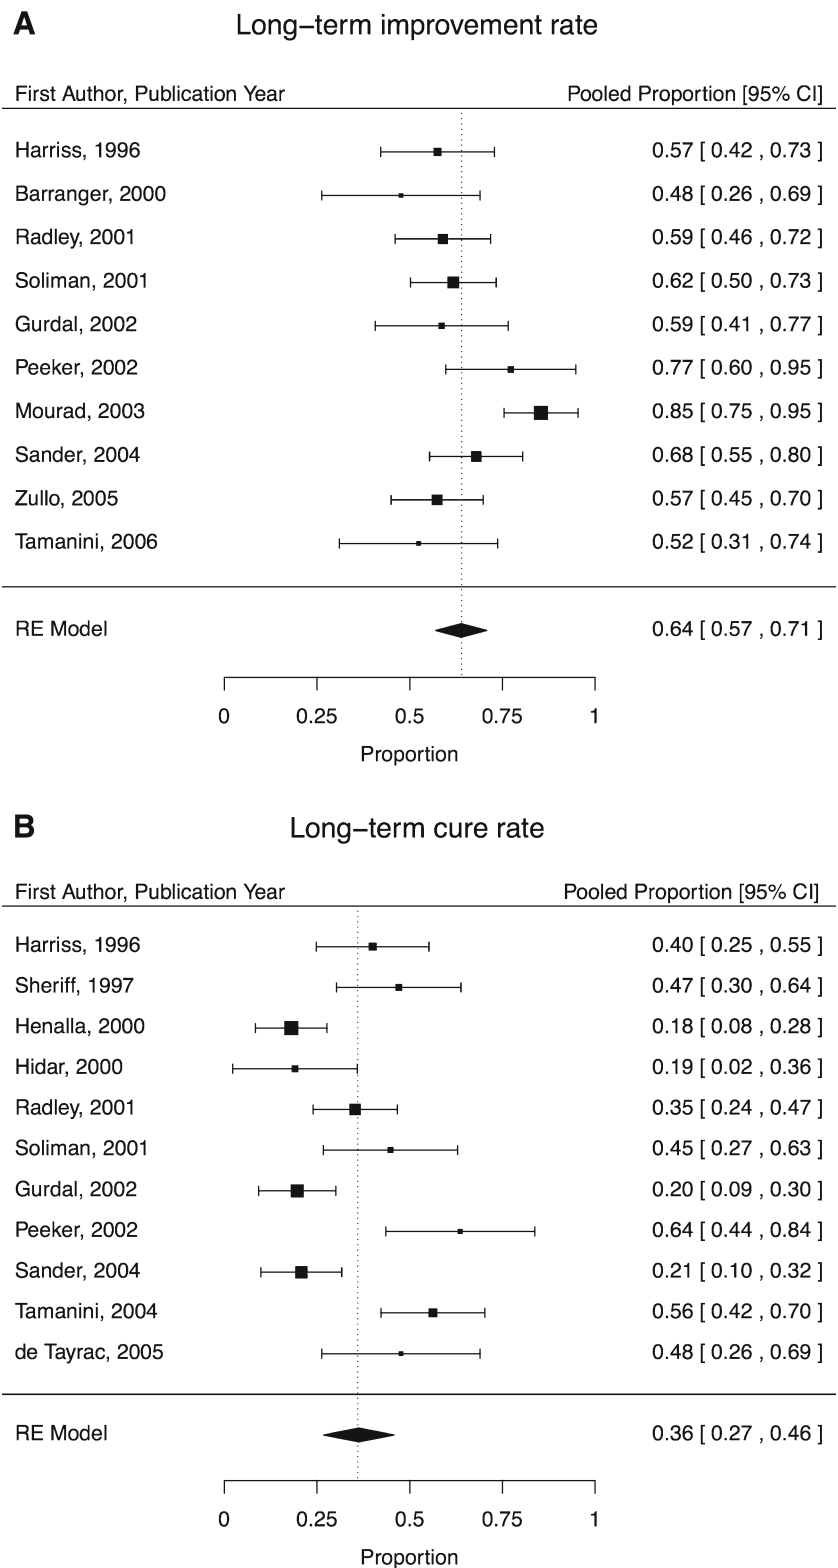 A Long−term improvement rate
First Author, Publication Year Pooled Proportion [95% CI]
Harriss, 1996 0.57 [ 0.42 , 0.73 ]
Barranger, 2000 0.48 [ 0.26 , 0.69 ]
Radley, 2001 0.59 [ 0.46 , 0.72 ]
Soliman, 2001 0.62 [ 0.50 , 0.73 ]
Gurdal, 2002 0.59 [ 0.41 , 0.77 ]
Peeker, 2002 0.77 [ 0.60 , 0.95 ]
Mourad, 2003 0.85 [ 0.75 , 0.95 ]
Sander, 2004 0.68 [ 0.55 , 0.80 ]
Zullo, 2005 0.57 [ 0.45 , 0.70 ]
Tamanini, 2006 0.52 [ 0.31 , 0.74 ]
RE Model 0.64 [ 0.57 , 0.71 ]
0 0.25 0.5 0.75 1
Proportion
B Long−term cure rate
First Author, Publication Year Pooled Proportion [95% CI]
Harriss, 1996 0.40 [ 0.25 , 0.55 ]
Sheriff, 1997 0.47 [ 0.30 , 0.64 ]
Henalla, 2000 0.18 [ 0.08 , 0.28 ]
Hidar, 2000 0.19 [ 0.02 , 0.36 ]
Radley, 2001 0.35 [ 0.24 , 0.47 ]
Soliman, 2001 0.45 [ 0.27 , 0.63 ]
Gurdal, 2002 0.20 [ 0.09 , 0.30 ]
Peeker, 2002 0.64 [ 0.44 , 0.84 ]
Sander, 2004 0.21 [ 0.10 , 0.32 ]
Tamanini, 2004 0.56 [ 0.42 , 0.70 ]
de Tayrac, 2005 0.48 [ 0.26 , 0.69 ]
RE Model 0.36 [ 0.27 , 0.46 ]
0 0.25 0.5 0.75 1
Proportion